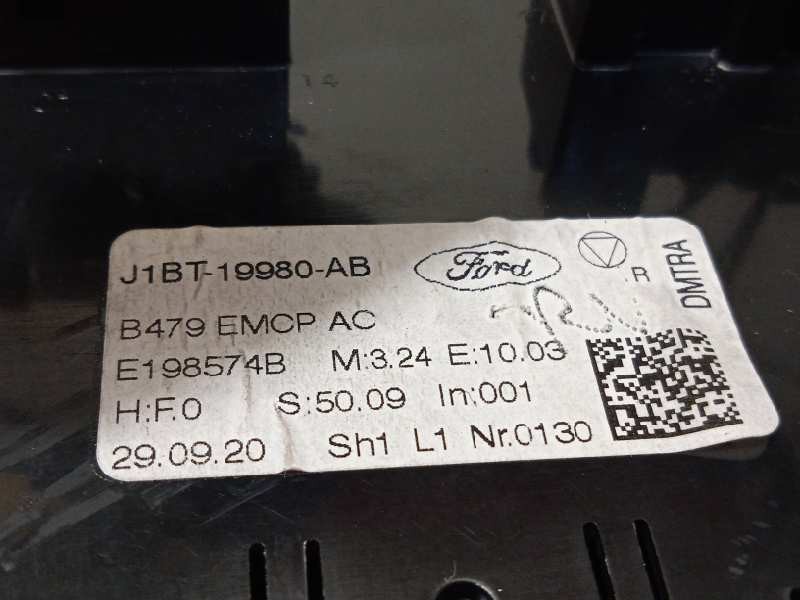 J1BT-19980-AB Ford
.R
DMTRA
B479 EMCP AC
E198574B M:3.24 E:10.03
H:F.0 S:50.09 In:001
29.09.20 Sh1 L1 Nr.0130